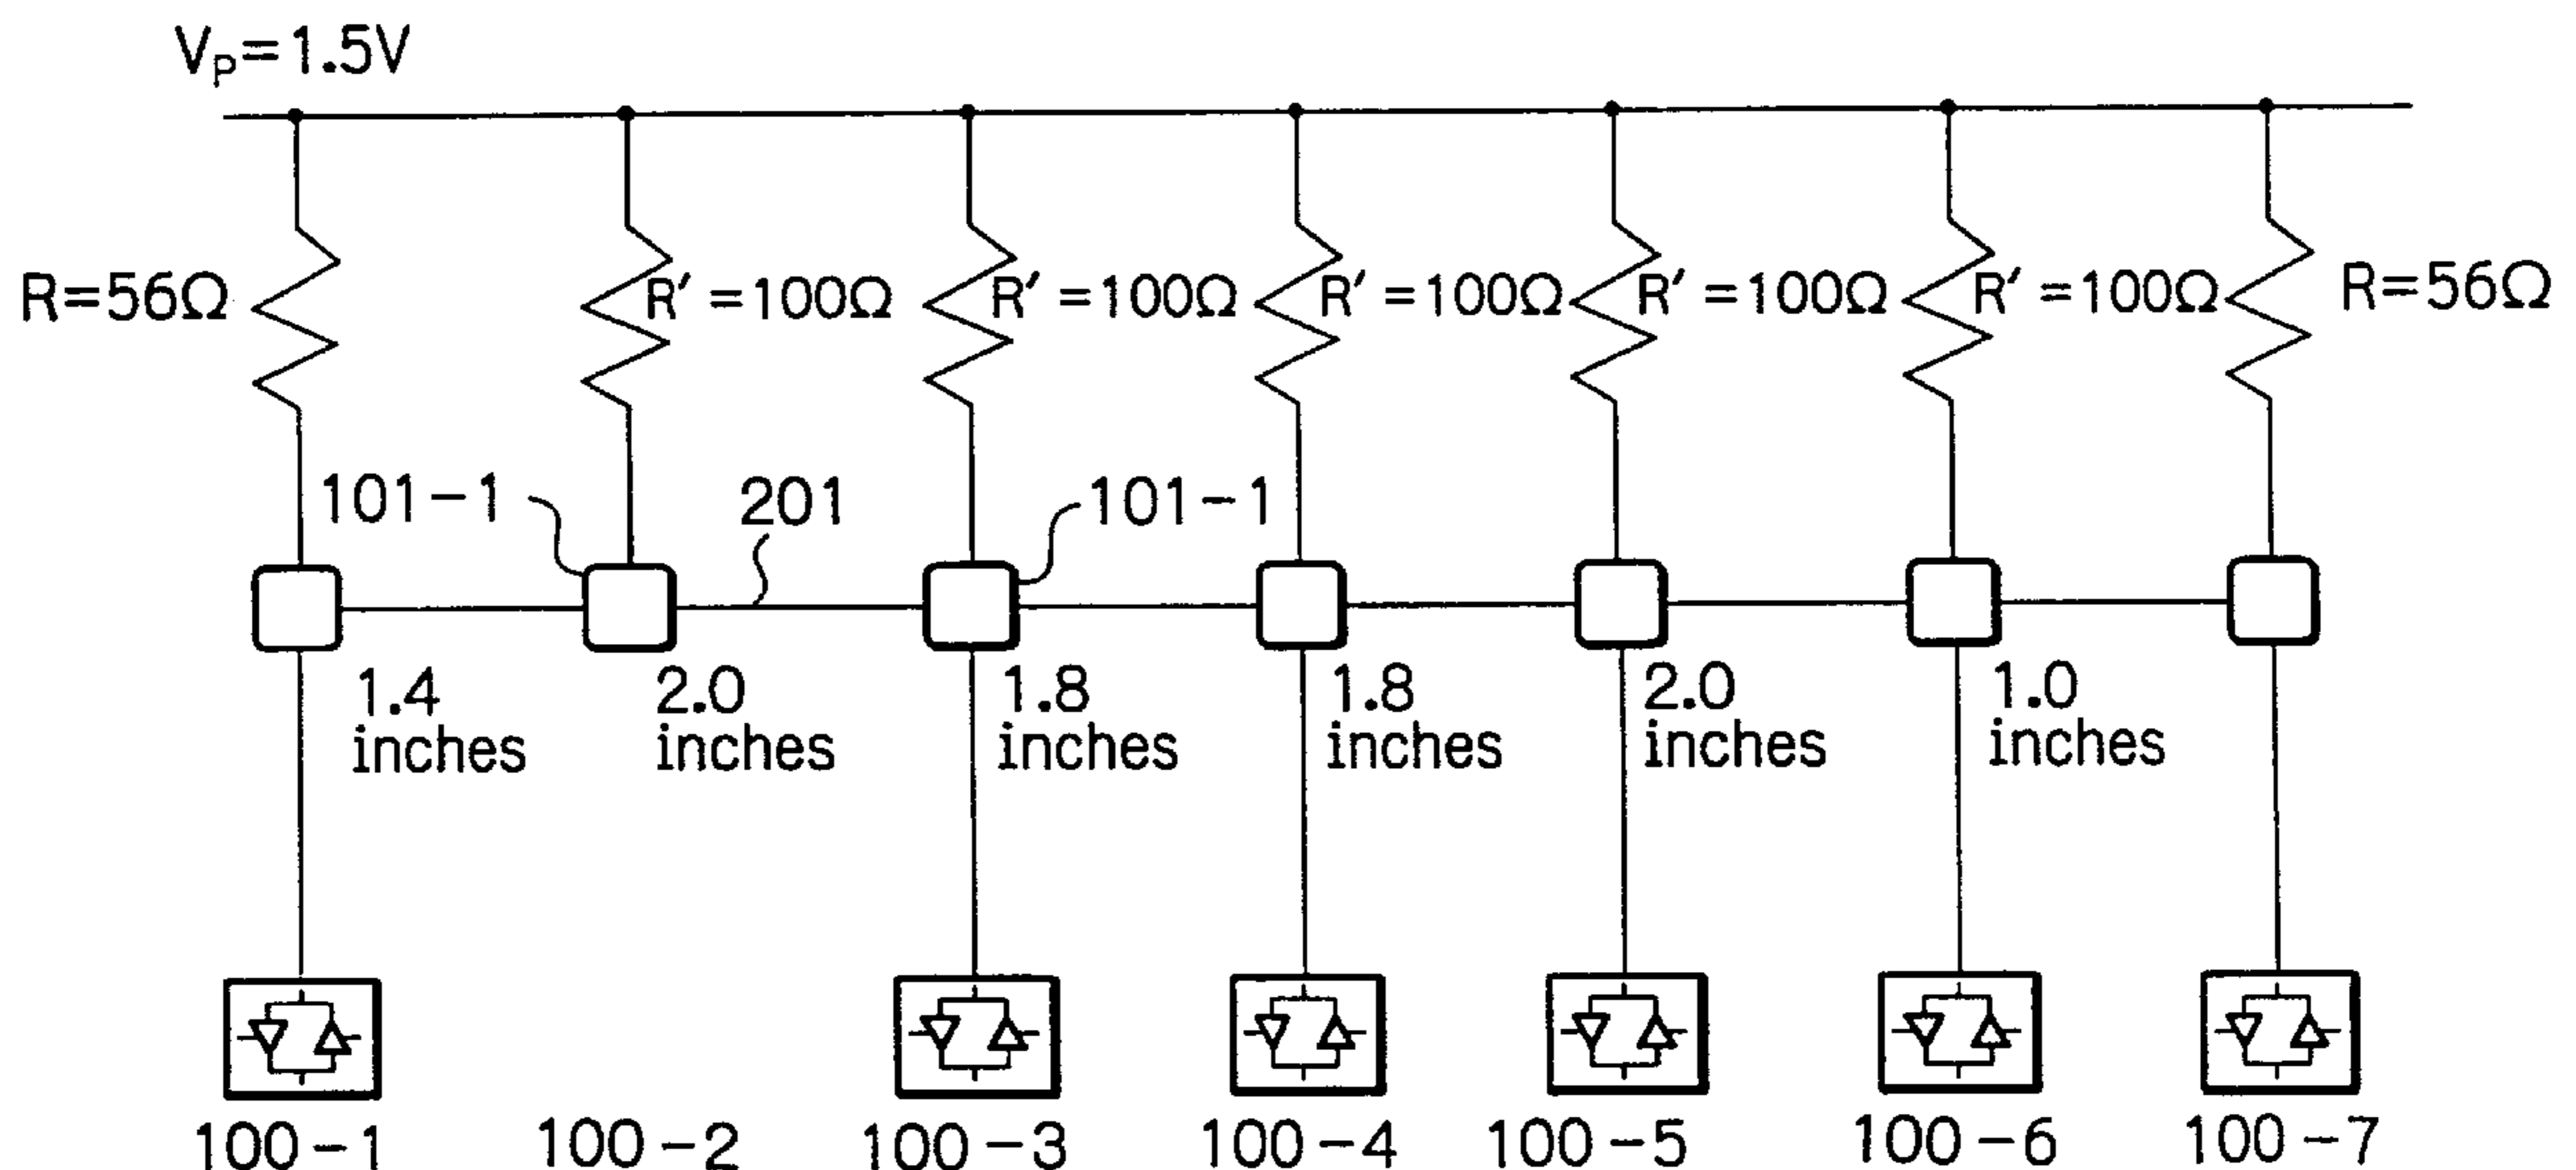 Vp=1.5V
R=56Ω
R' =100Ω
R' =100Ω
R' =100Ω
R' =100Ω
R' =100Ω
R=56Ω
101-1
201
101-1
1.4
inches
2.0
inches
1.8
inches
1.8
inches
2.0
inches
1.0
inches
100-1
100-2
100-3
100-4
100-5
100-6
100-7